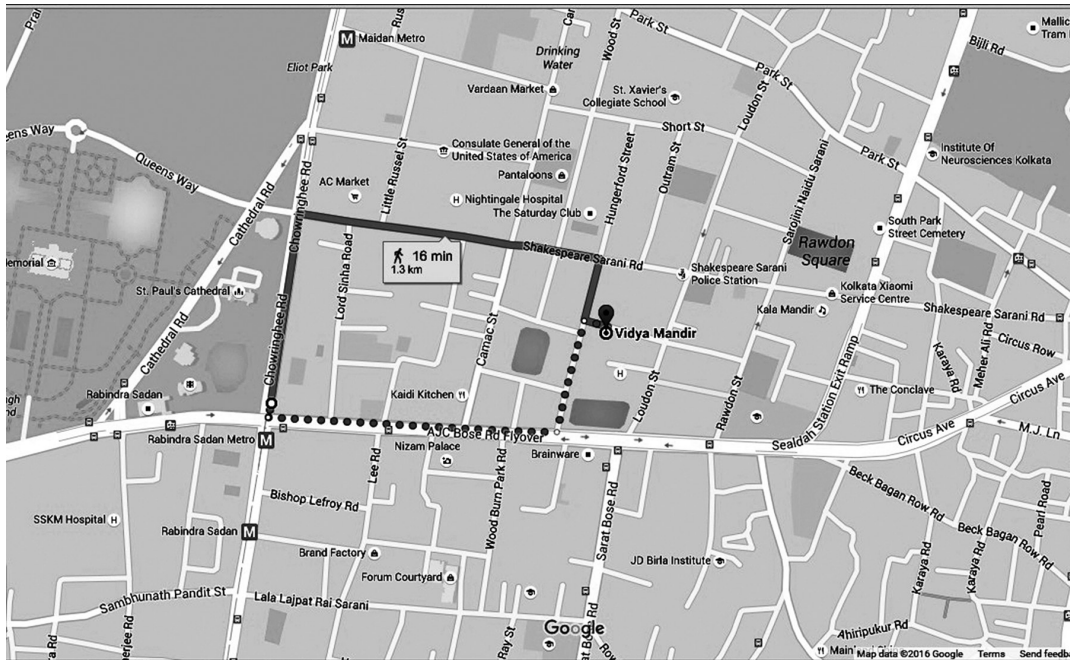 Park St
Mallic
Tram
Maidan Metro
Wood St
Bijli Rd
Eliot Park
Drinking
Water
Park St
Vardaan Market
St. Xavier's
Collegiate School
Loudon St
Queens Way
Short St
Consulate General of the
United States of America
Park St
Institute Of
Neurosciences Kolkata
Queens Way
Chowringhee Rd
AC Market
Little Russel St
Pantaloons
Hungerford Street
Outram St
Sarojini Naidu Sarani
Cathedral Rd
Nightingale Hospital
The Saturday Club
South Park
Street Cemetery
16 min
1.3 km
Shakespeare Sarani Rd
Rawdon
Square
Lord Sinha Road
Shakespeare Sarani
Police Station
Kolkata Xiaomi
Service Centre
St. Paul's Cathedral
Kala Mandir
Shakespeare Sarani Rd
Cathedral Rd
Chowringhee Rd
Camac St
Vidya Mandir
Circus Row
Meher Ali Rd
Karaya Rd
Rabindra Sadan
Kaidi Kitchen
Loudon St
Rawdon St
Sealdah Station Exit Ramp
The Conclave
Circus Ave
Rabindra Sadan Metro
AJC Bose Rd Flyover
Circus Ave
M.J. Ln
Nizam Palace
Brainware
Lee Rd
Wood Burn Park Rd
Sarat Bose Rd
Beck Bagan Row Rd
Bishop Lefroy Rd
Pearl Road
SSKM Hospital
Rabindra Sadan
Beck Bagan Row Rd
Brand Factory
JD Birla Institute
Karaya Rd
Karaya Rd
Forum Courtyard
Sambhunath Pandit St
Lala Lajpat Rai Sarani
Google
Ahiripukur Rd
Map data ©2016 Google
Terms
Send feedba